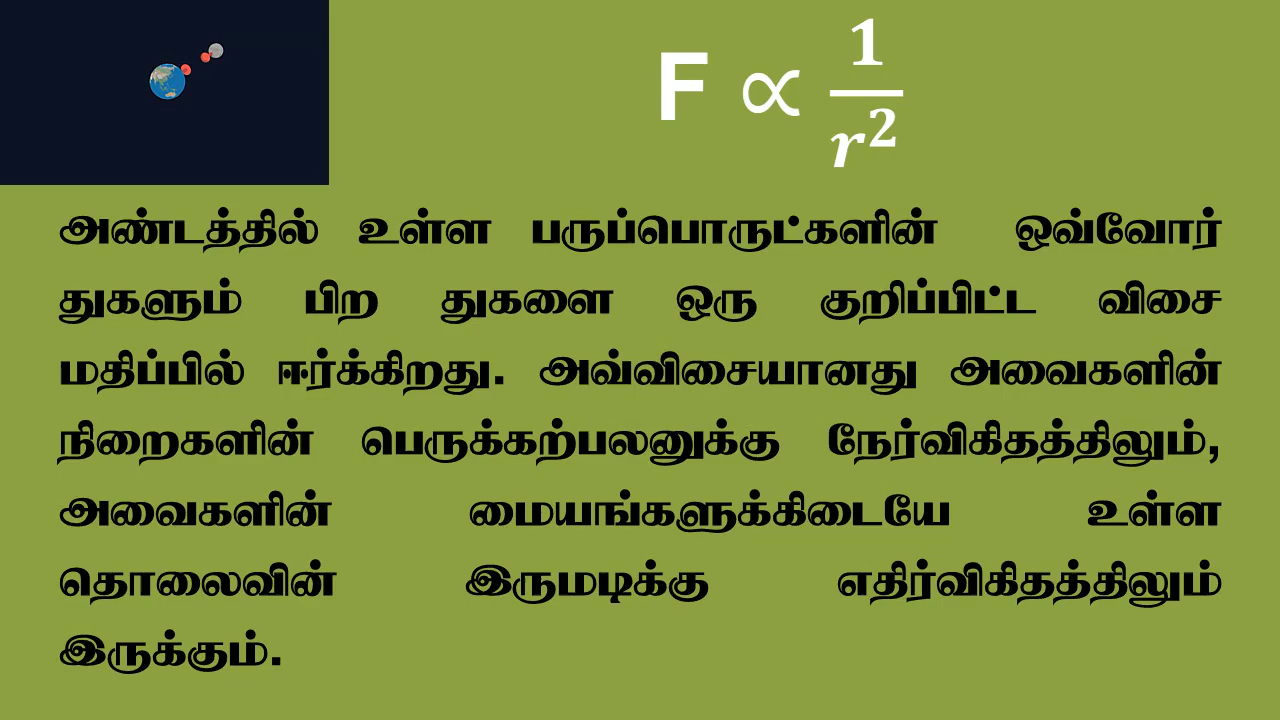 F ∝ 1/r²
அண்டத்தில் உள்ள பருப்பொருட்களின் ஒவ்வோர்
துகளும் பிற துகளை ஒரு குறிப்பிட்ட விசை
மதிப்பில் ஈர்க்கிறது. அவ்விசையானது அவைகளின்
நிறைகளின் பெருக்கற்பலனுக்கு நேர்விகிதத்திலும்,
அவைகளின் மையங்களுக்கிடையே உள்ள
தொலைவின் இருமடிக்கு எதிர்விகிதத்திலும்
இருக்கும்.